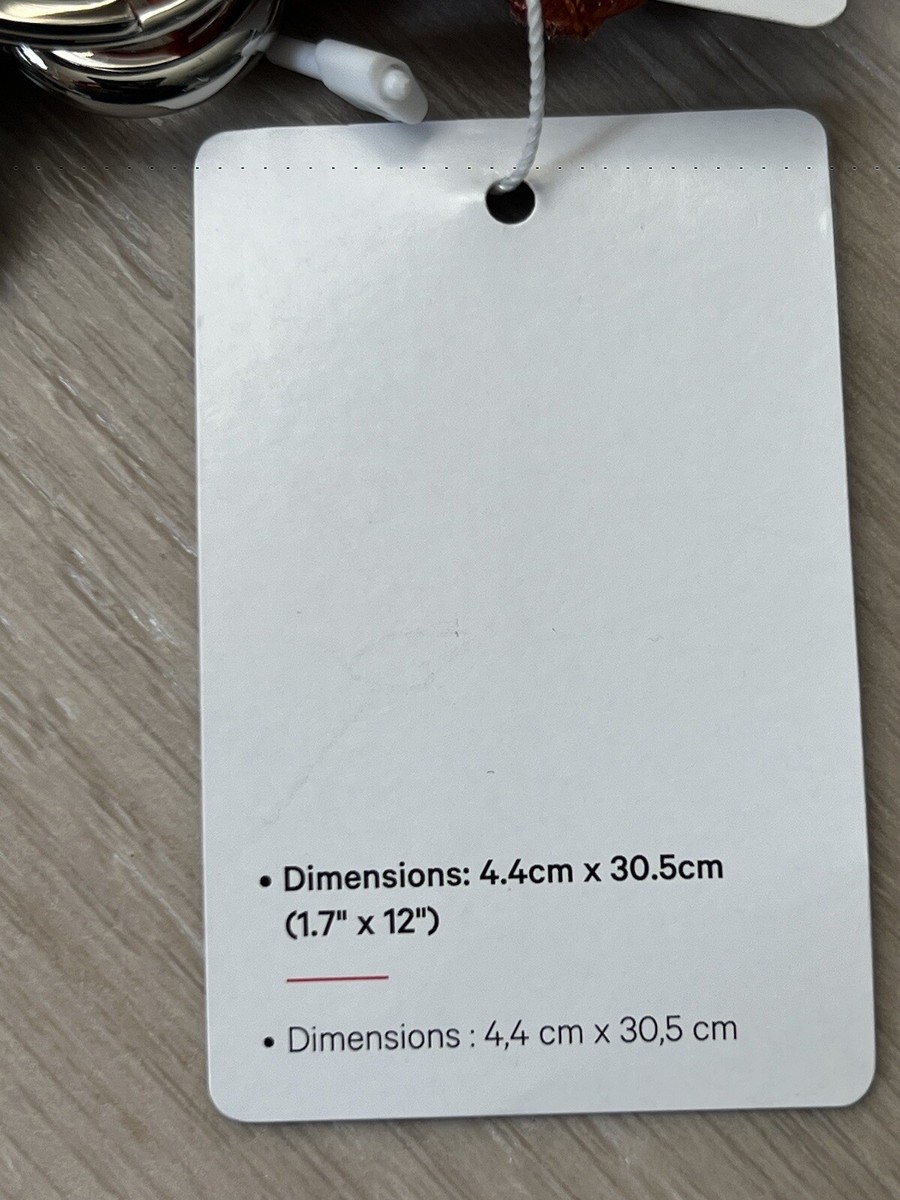 • Dimensions: 4.4cm x 30.5cm
(1.7" x 12")
• Dimensions : 4,4 cm x 30,5 cm